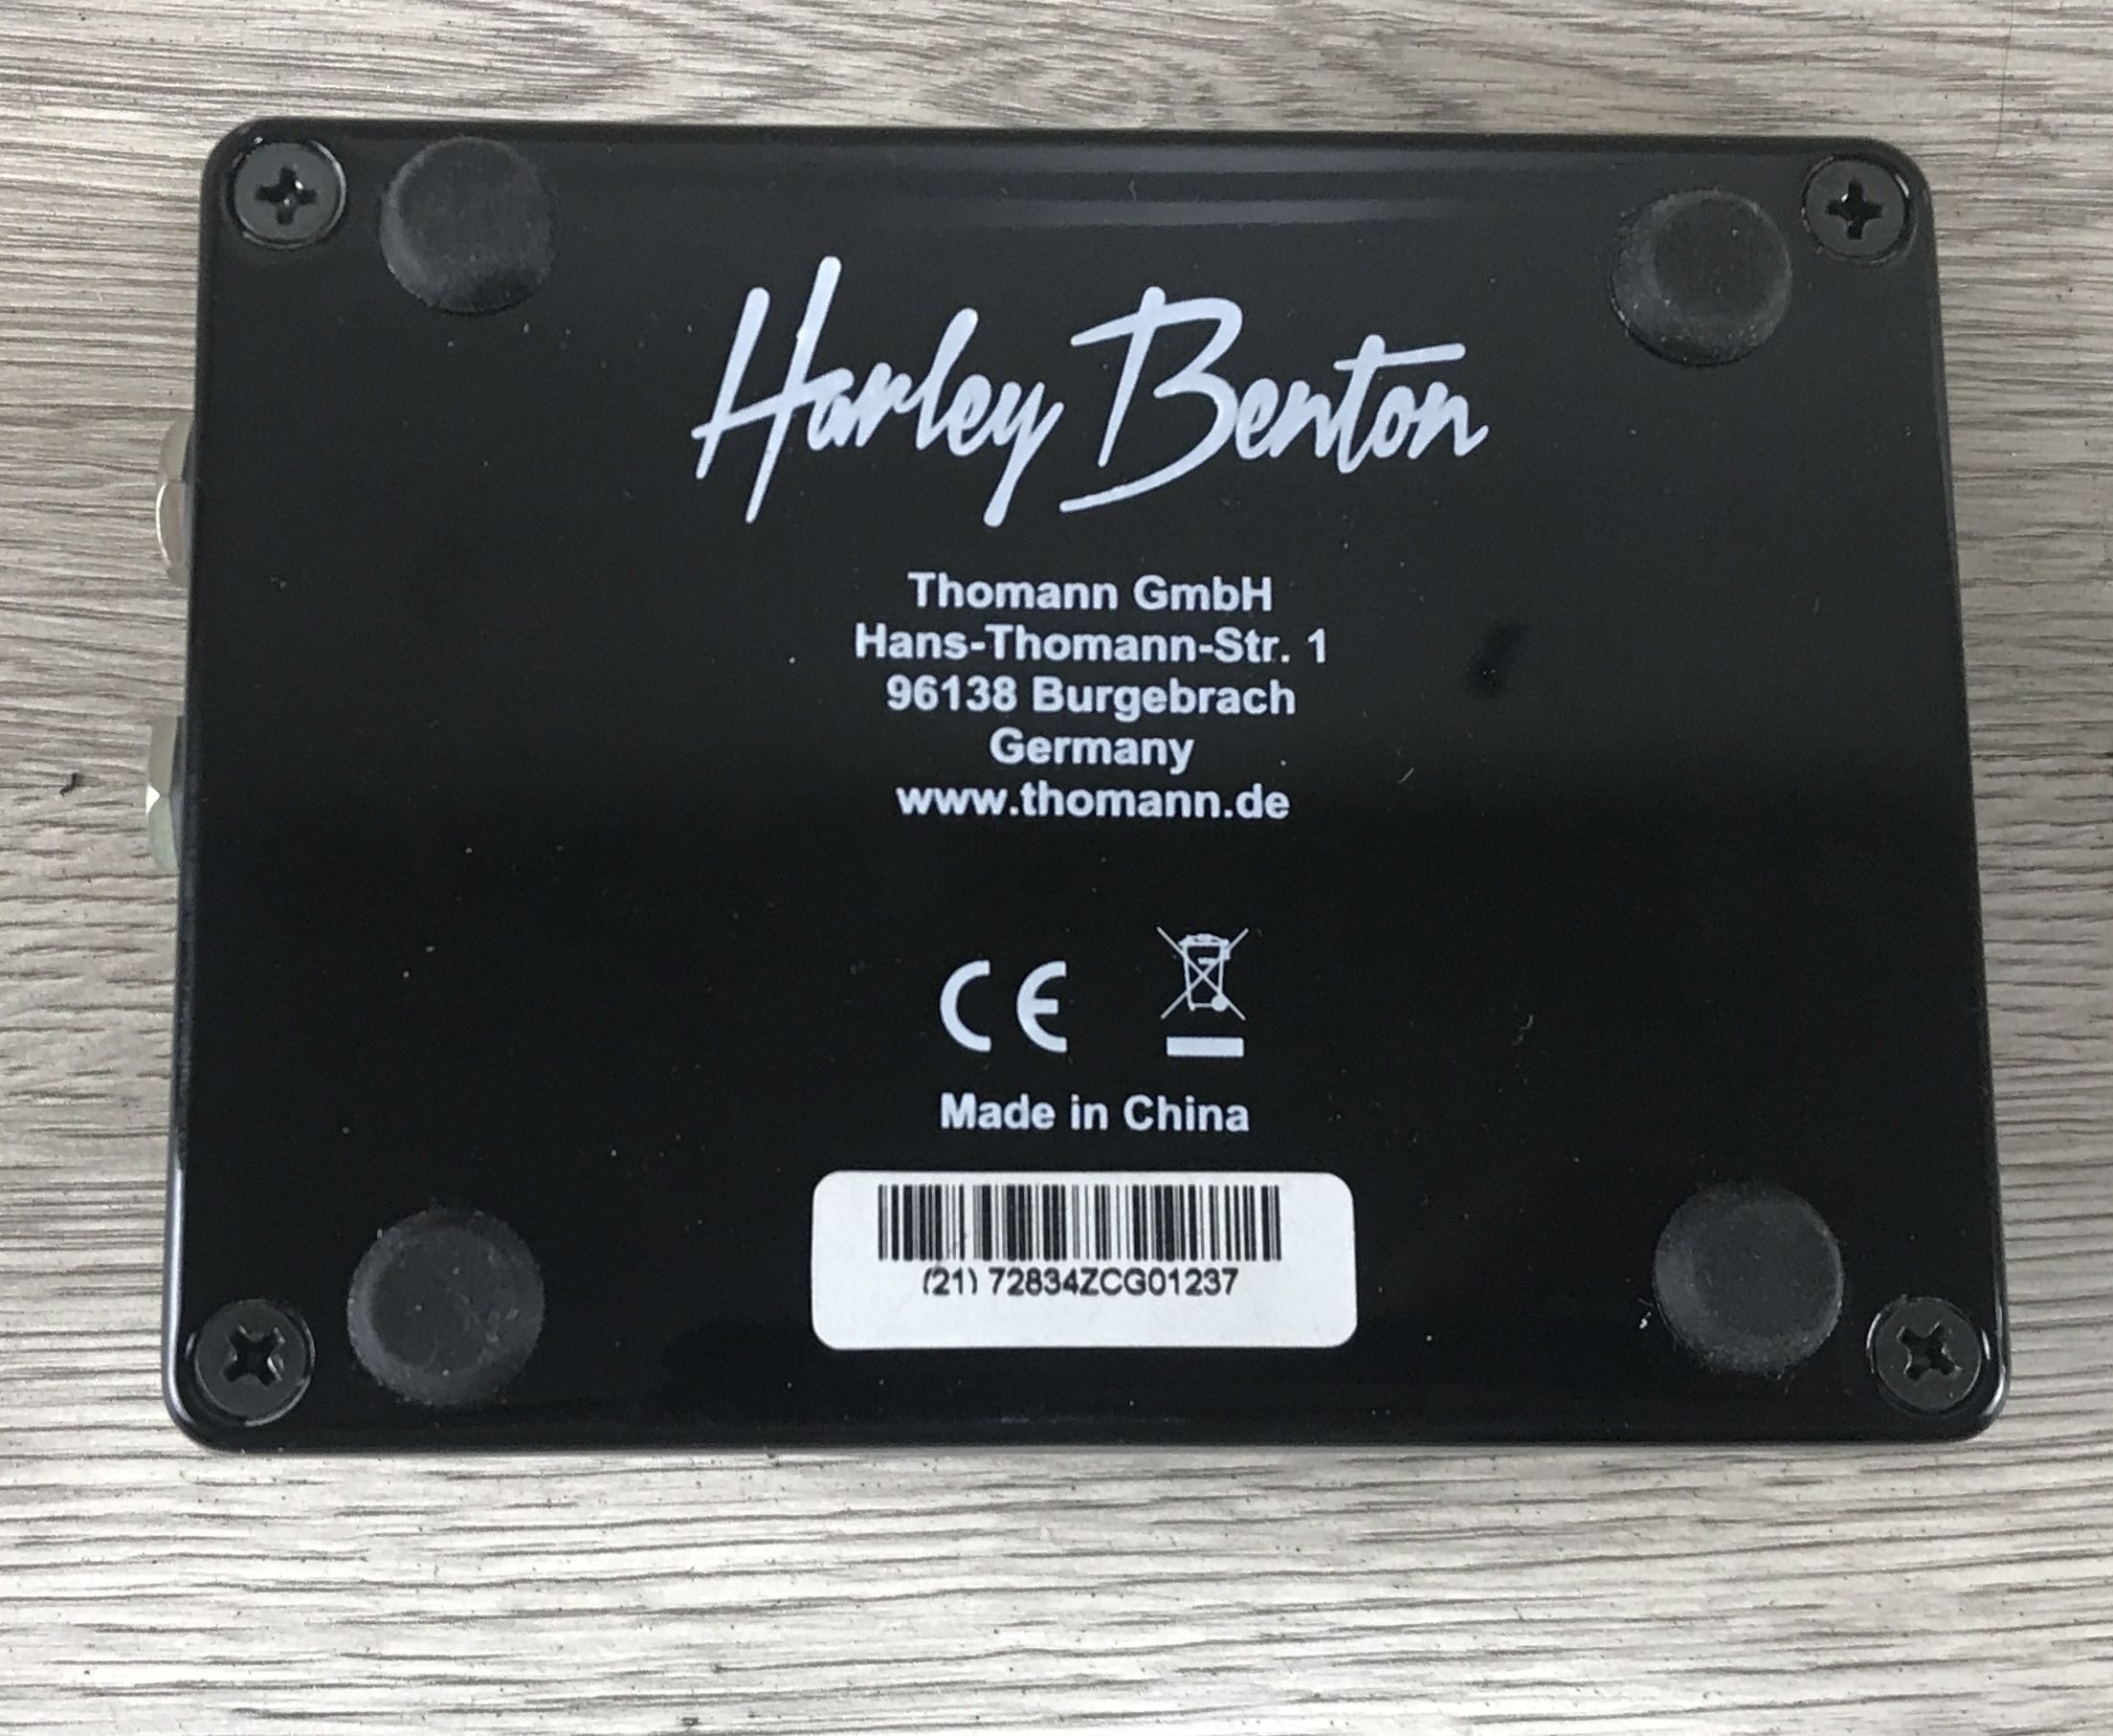 Harley Benton
Thomann GmbH
Hans-Thomann-Str. 1
96138 Burgebrach
Germany
www.thomann.de
CE
Made in China
(21) 72834ZCG01237